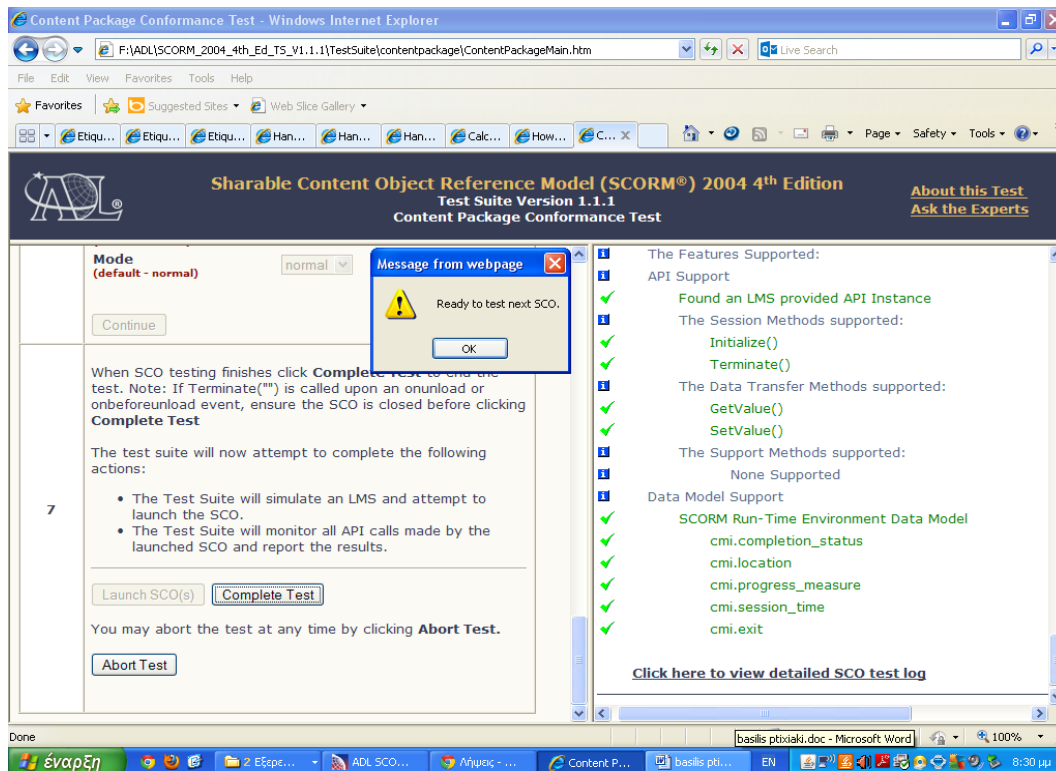 Content Package Conformance Test - Windows Internet Explorer
F:\ADL\SCORM_2004_4th_Ed_TS_V1.1.1\TestSuite\contentpackage\ContentPackageMain.htm
Live Search
File Edit View Favorites Tools Help
Favorites Suggested Sites Web Slice Gallery
Etiqu... Etiqu... Etiqu... Han... Han... Han... Calc... How... C... X Page Safety Tools
ADL®
Sharable Content Object Reference Model (SCORM®) 2004 4th Edition
Test Suite Version 1.1.1
Content Package Conformance Test
About this Test
Ask the Experts
Mode
(default - normal)
normal
Continue
7
When SCO testing finishes click Complete Test to end the
test. Note: If Terminate("") is called upon an onunload or
onbeforeunload event, ensure the SCO is closed before clicking
Complete Test
The test suite will now attempt to complete the following
actions:
• The Test Suite will simulate an LMS and attempt to
launch the SCO.
• The Test Suite will monitor all API calls made by the
launched SCO and report the results.
Launch SCO(s) Complete Test
You may abort the test at any time by clicking Abort Test.
Abort Test
Message from webpage
Ready to test next SCO.
OK
The Features Supported:
API Support
Found an LMS provided API Instance
The Session Methods supported:
Initialize()
Terminate()
The Data Transfer Methods supported:
GetValue()
SetValue()
The Support Methods supported:
None Supported
Data Model Support
SCORM Run-Time Environment Data Model
cmi.completion_status
cmi.location
cmi.progress_measure
cmi.session_time
cmi.exit
Click here to view detailed SCO test log
Done
basilis ptixiaki.doc - Microsoft Word
100%
έναρξη 2 Εξερε... ADL SCO... Λήψεις - ... Content P... basilis pti... EN 8:30 μμ